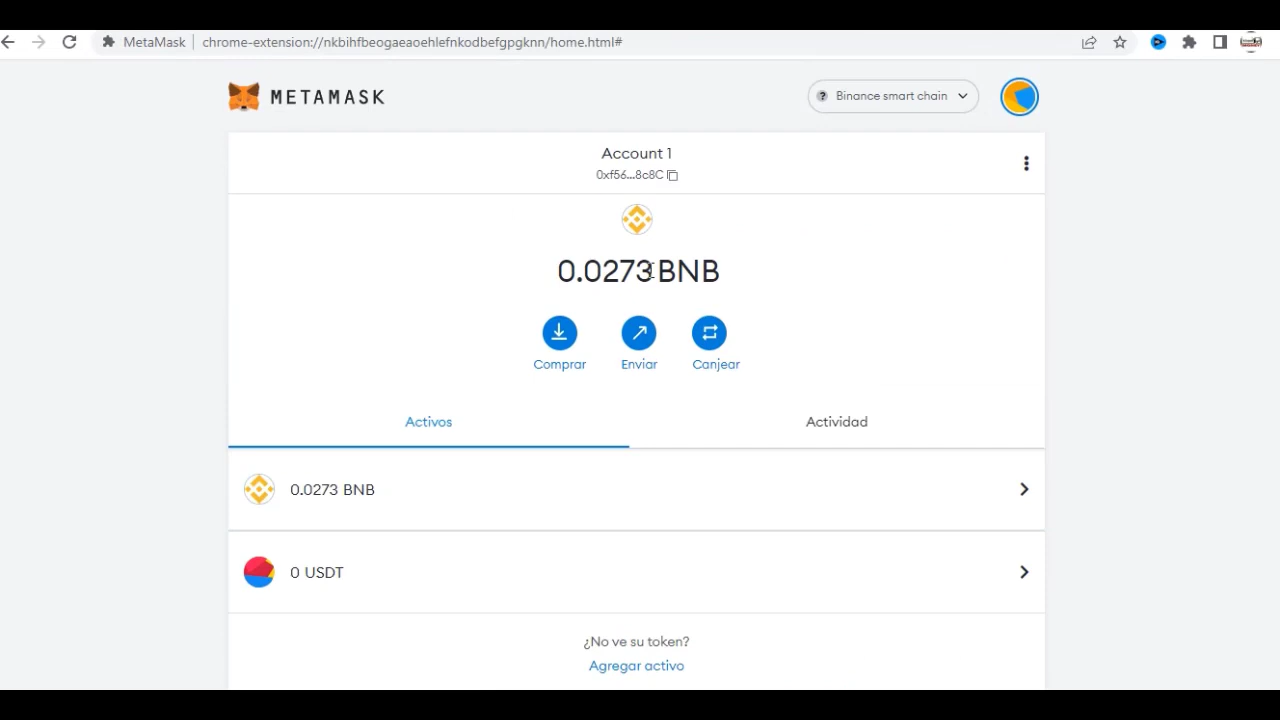 MetaMask chrome-extension://nkbihfbeogaeaoehlefnkodbefgpgknn/home.html#
METAMASK
Binance smart chain
Account 1
0xf56...8c8C
0.0273 BNB
Comprar Enviar Canjear
Activos Actividad
0.0273 BNB
0 USDT
¿No ve su token?
Agregar activo